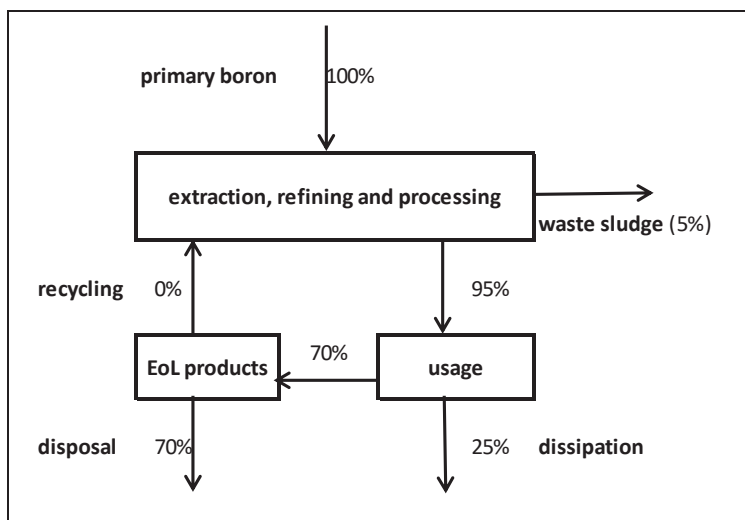 primary boron 100%
extraction, refining and processing
waste sludge (5%)
recycling 0% 95%
EoL products 70% usage
disposal 70% 25% dissipation